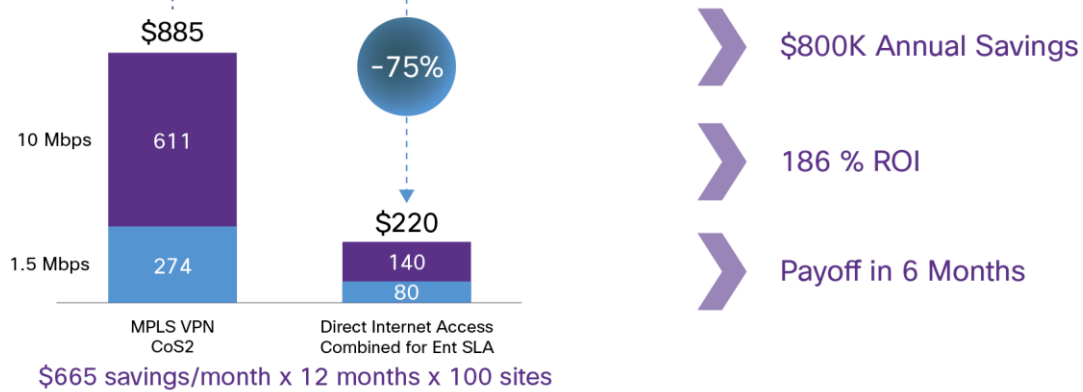 $885
-75%
10 Mbps
611
$220
1.5 Mbps
274
140
80
MPLS VPN
CoS2
Direct Internet Access
Combined for Ent SLA
$665 savings/month x 12 months x 100 sites
$800K Annual Savings
186 % ROI
Payoff in 6 Months